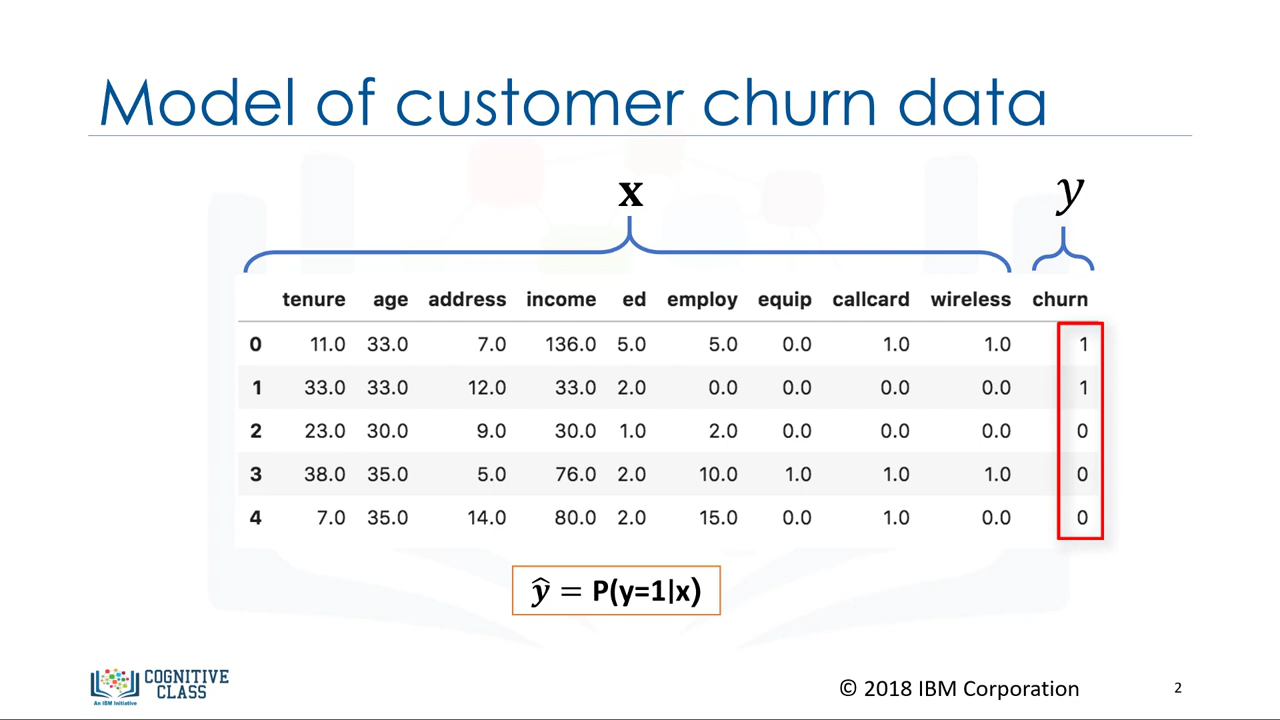 Model of customer churn data
x y
tenure age address income ed employ equip callcard wireless churn
0 11.0 33.0 7.0 136.0 5.0 5.0 0.0 1.0 1.0 1
1 33.0 33.0 12.0 33.0 2.0 0.0 0.0 0.0 0.0 1
2 23.0 30.0 9.0 30.0 1.0 2.0 0.0 0.0 0.0 0
3 38.0 35.0 5.0 76.0 2.0 10.0 1.0 1.0 1.0 0
4 7.0 35.0 14.0 80.0 2.0 15.0 0.0 1.0 0.0 0
ŷ = P(y=1|x)
COGNITIVE
CLASS
An IBM Initiative
© 2018 IBM Corporation 2